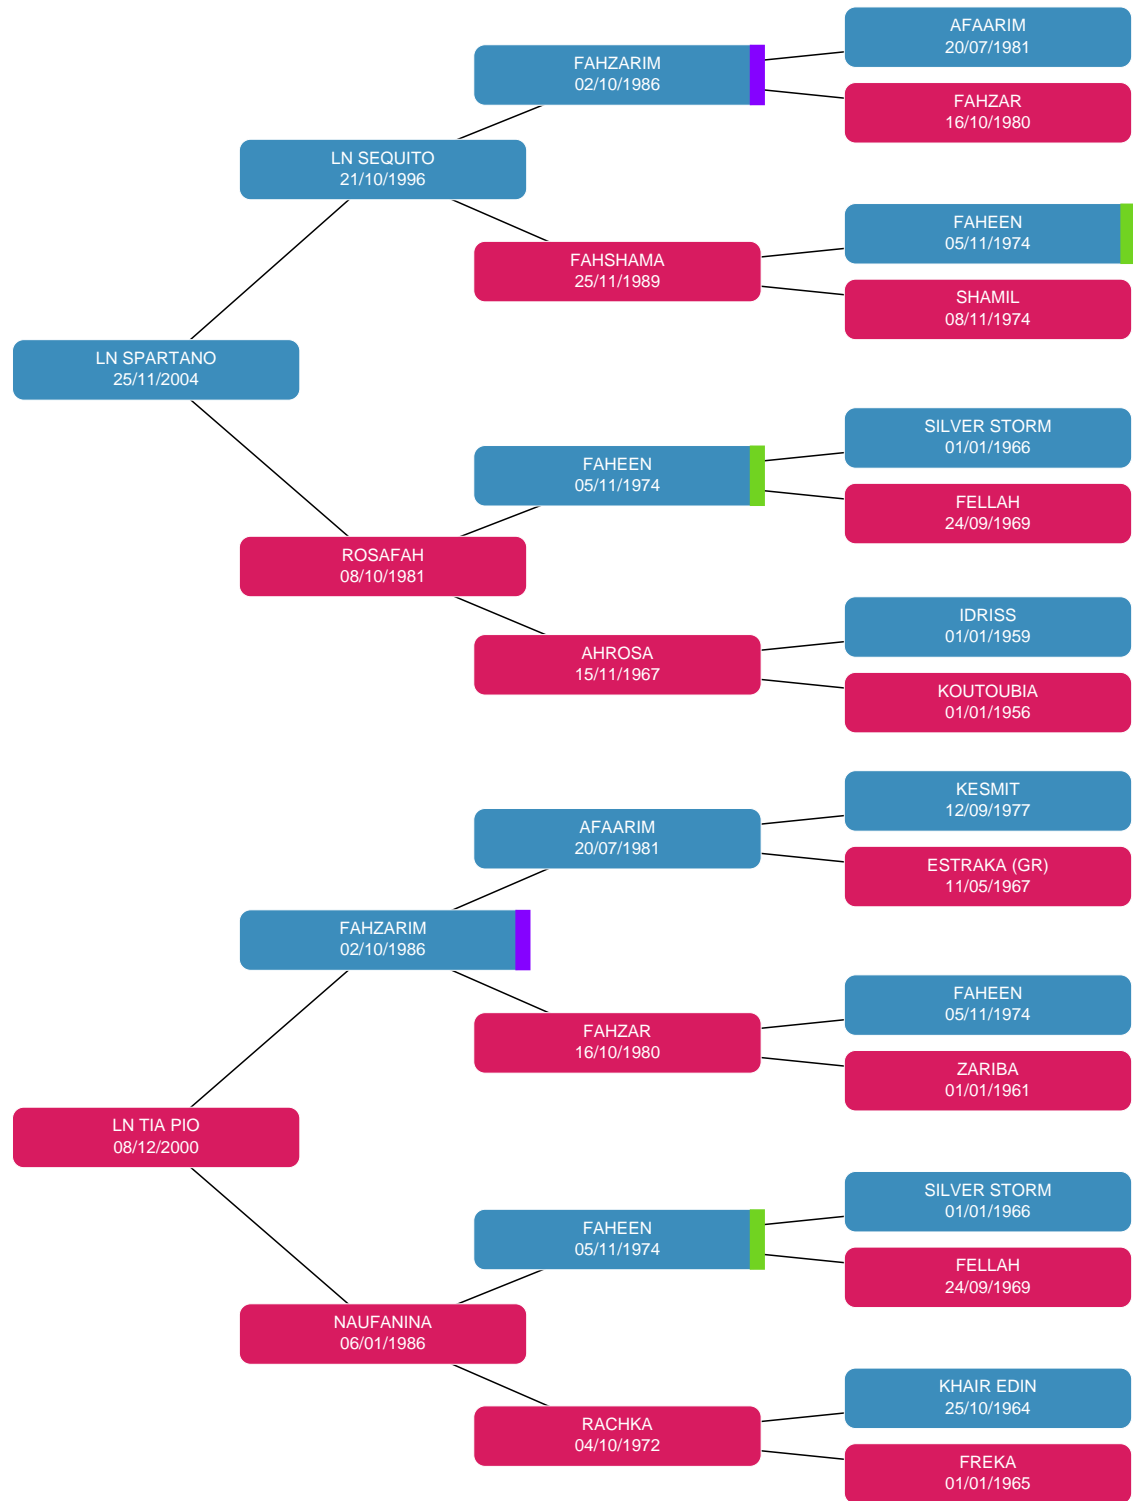 AFAARIM
20/07/1981
FAHZARIM
02/10/1986
FAHZAR
16/10/1980
LN SEQUITO
21/10/1996
FAHEEN
05/11/1974
FAHSHAMA
25/11/1989
SHAMIL
08/11/1974
LN SPARTANO
25/11/2004
SILVER STORM
01/01/1966
FAHEEN
05/11/1974
FELLAH
24/09/1969
ROSAFAH
08/10/1981
IDRISS
01/01/1959
AHROSA
15/11/1967
KOUTOUBIA
01/01/1956
KESMIT
12/09/1977
AFAARIM
20/07/1981
ESTRAKA (GR)
11/05/1967
FAHZARIM
02/10/1986
FAHEEN
05/11/1974
FAHZAR
16/10/1980
ZARIBA
01/01/1961
LN TIA PIO
08/12/2000
SILVER STORM
01/01/1966
FAHEEN
05/11/1974
FELLAH
24/09/1969
NAUFANINA
06/01/1986
KHAIR EDIN
25/10/1964
RACHKA
04/10/1972
FREKA
01/01/1965